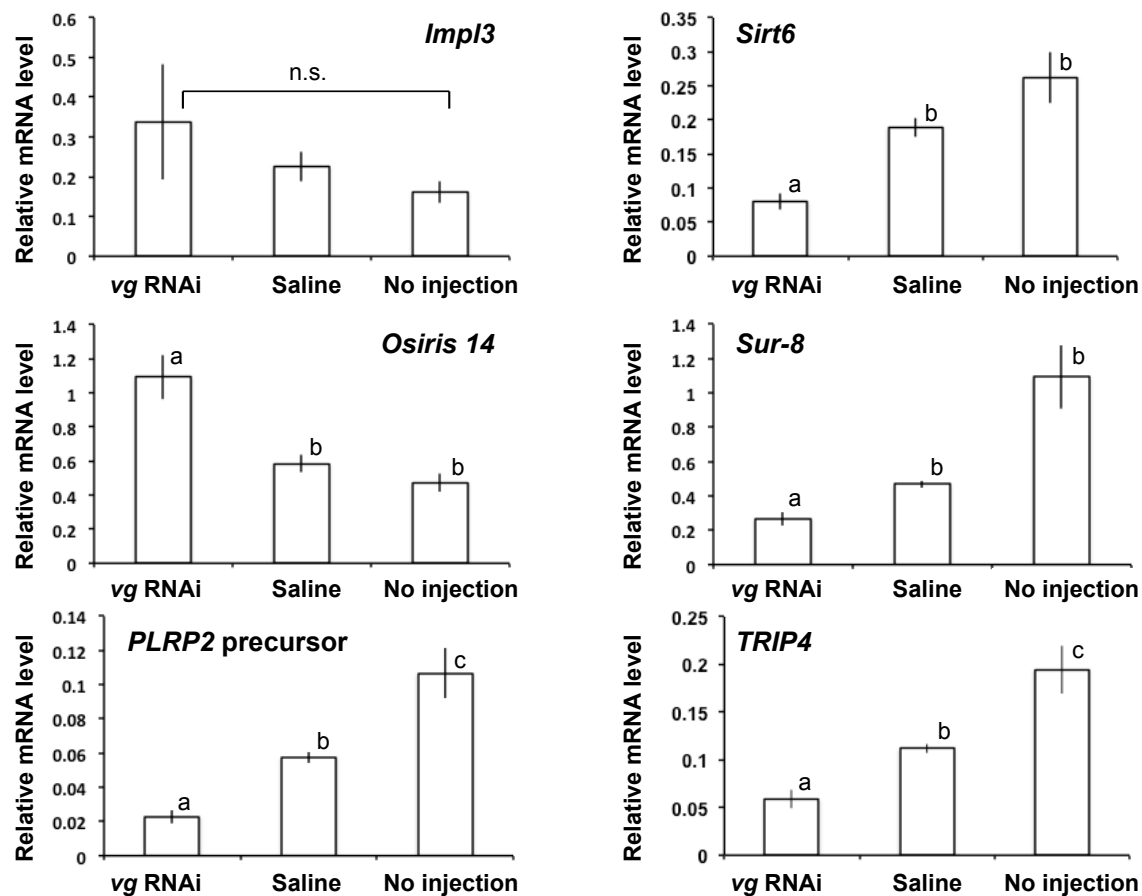 Impl3
Relative mRNA level
0.6
0.5
0.4
0.3
0.2
0.1
0
n.s.
vg RNAi Saline No injection
Sirt6
Relative mRNA level
0.35
0.3
0.25
0.2
0.15
0.1
0.05
0
a
b
b
vg RNAi Saline No injection
Osiris 14
Relative mRNA level
1.4
1.2
1
0.8
0.6
0.4
0.2
0
a
b
b
vg RNAi Saline No injection
Sur-8
Relative mRNA level
1.4
1.2
1
0.8
0.6
0.4
0.2
0
a
b
b
vg RNAi Saline No injection
PLRP2 precursor
Relative mRNA level
0.14
0.12
0.1
0.08
0.06
0.04
0.02
0
a
b
c
vg RNAi Saline No injection
TRIP4
Relative mRNA level
0.25
0.2
0.15
0.1
0.05
0
a
b
c
vg RNAi Saline No injection